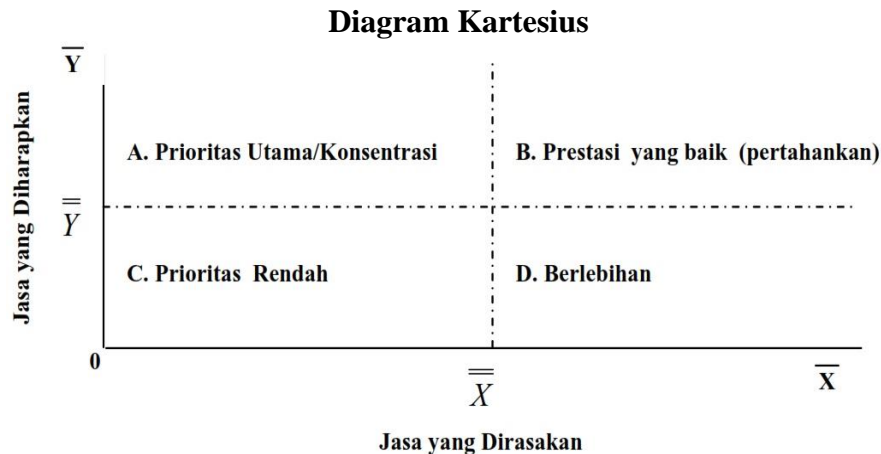 Diagram Kartesius
Y̅
Jasa yang Diharapkan
A. Prioritas Utama/Konsentrasi
B. Prestasi yang baik (pertahankan)
Y̿
C. Prioritas Rendah
D. Berlebihan
0
X̿
X̅
Jasa yang Dirasakan